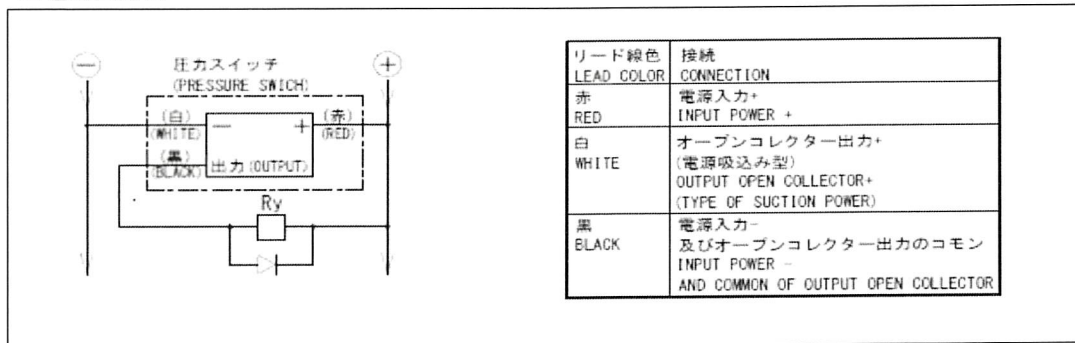 圧力スイッチ
(PRESSURE SWICH)
− +
(白)
(WHITE)
− +
(赤)
(RED)
(黒)
(BLACK)
出力(OUTPUT)
Ry
リード線色 接続
LEAD COLOR CONNECTION
赤 電源入力+
RED INPUT POWER +
白 オープンコレクター出力+
WHITE (電源吸込み型)
OUTPUT OPEN COLLECTOR+
(TYPE OF SUCTION POWER)
黒 電源入力−
BLACK 及びオープンコレクター出力のコモン
INPUT POWER −
AND COMMON OF OUTPUT OPEN COLLECTOR